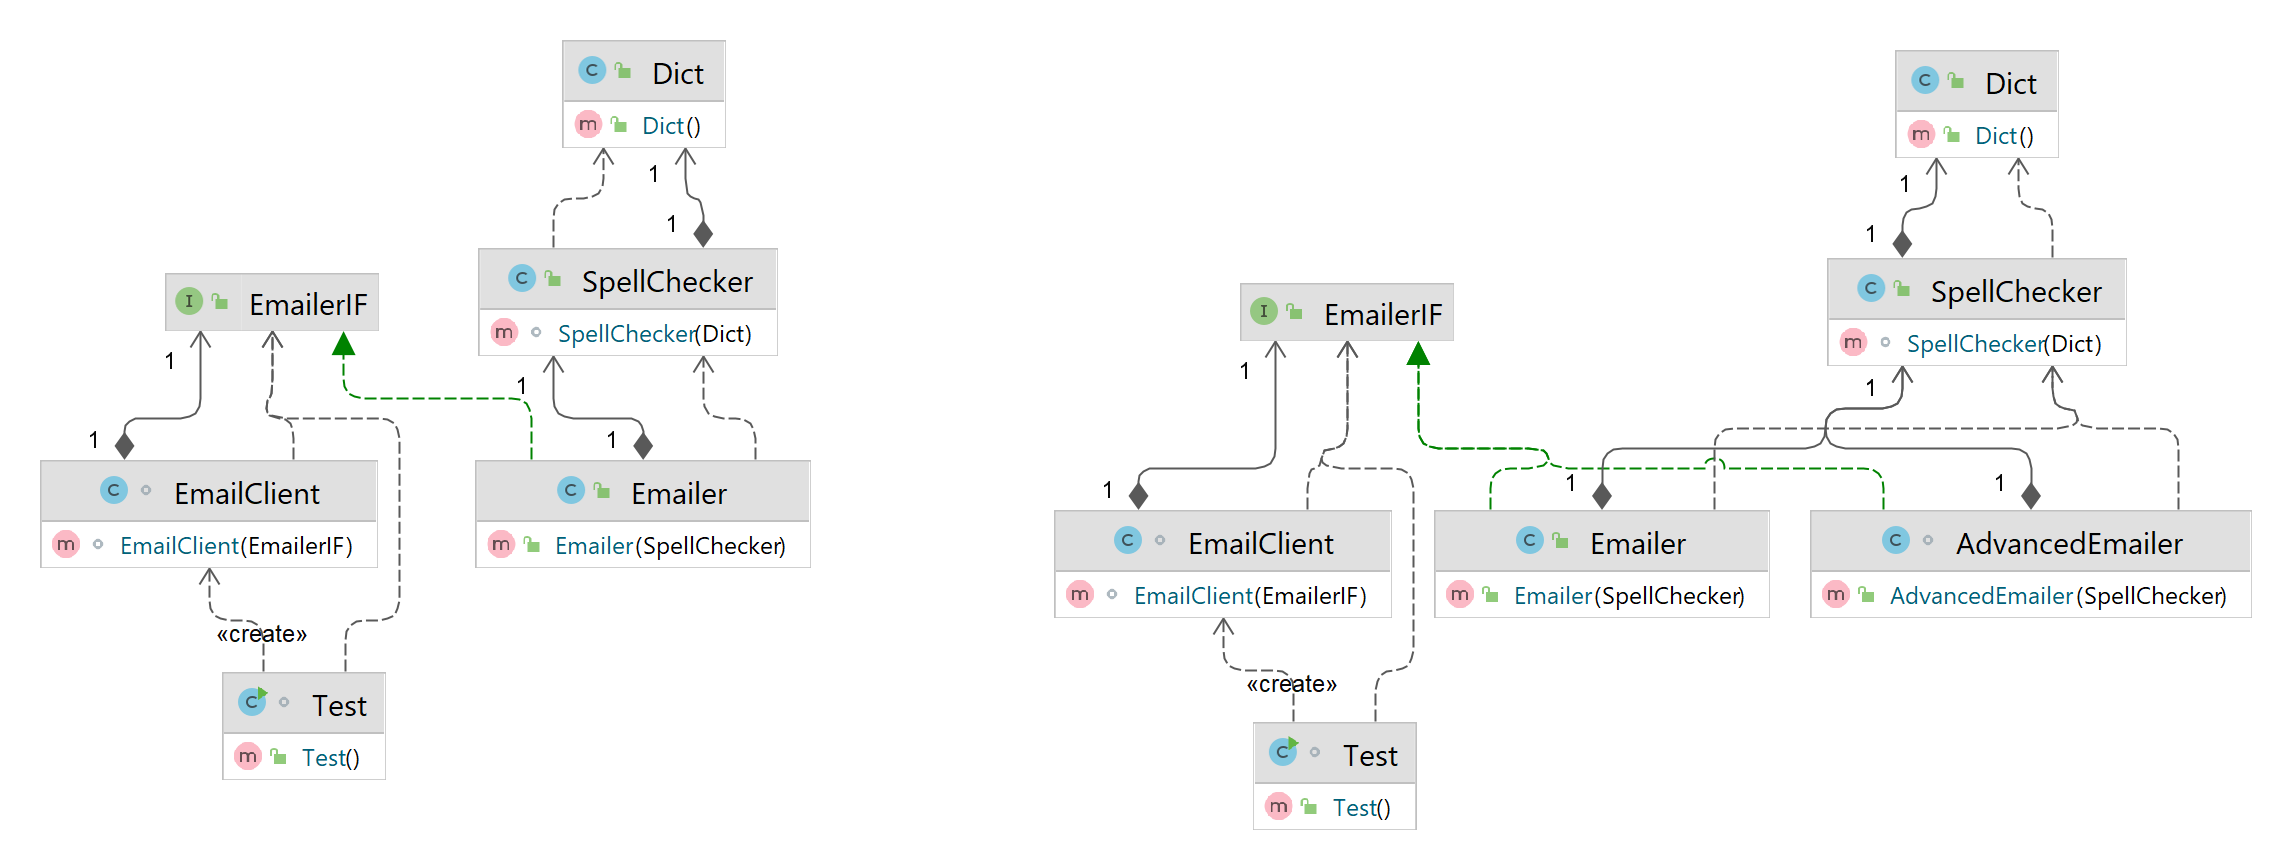 C Dict
m Dict()
1
1
C SpellChecker
m SpellChecker(Dict)
I EmailerIF
1
1
1
1
C EmailClient
m EmailClient(EmailerIF)
C Emailer
m Emailer(SpellChecker)
«create»
C Test
m Test()
C Dict
m Dict()
1
1
C SpellChecker
m SpellChecker(Dict)
I EmailerIF
1
1
1
1
1
C EmailClient
m EmailClient(EmailerIF)
C Emailer
m Emailer(SpellChecker)
C AdvancedEmailer
m AdvancedEmailer(SpellChecker)
«create»
C Test
m Test()